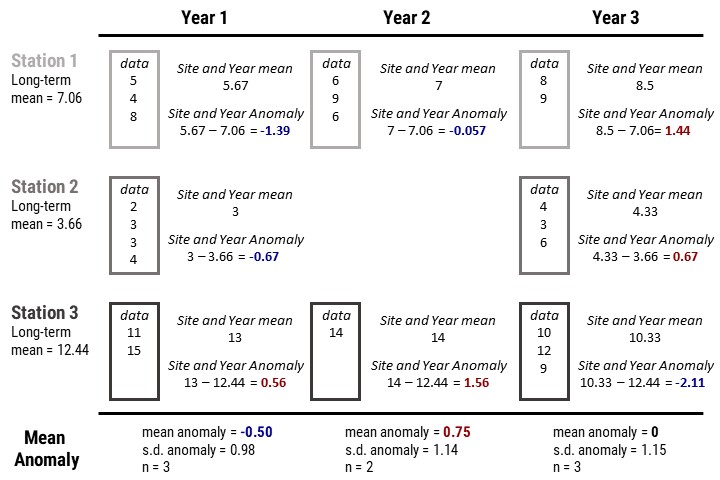 Year 1 Year 2 Year 3
Station 1
Long-term
mean = 7.06
data
5
4
8
Site and Year mean
5.67
Site and Year Anomaly
5.67 – 7.06 = -1.39
data
6
9
6
Site and Year mean
7
Site and Year Anomaly
7 – 7.06 = -0.057
data
8
9
Site and Year mean
8.5
Site and Year Anomaly
8.5 – 7.06= 1.44
Station 2
Long-term
mean = 3.66
data
2
3
3
4
Site and Year mean
3
Site and Year Anomaly
3 – 3.66 = -0.67
data
4
3
6
Site and Year mean
4.33
Site and Year Anomaly
4.33 – 3.66 = 0.67
Station 3
Long-term
mean = 12.44
data
11
15
Site and Year mean
13
Site and Year Anomaly
13 – 12.44 = 0.56
data
14
Site and Year mean
14
Site and Year Anomaly
14 – 12.44 = 1.56
data
10
12
9
Site and Year mean
10.33
Site and Year Anomaly
10.33 – 12.44 = -2.11
Mean
Anomaly
mean anomaly = -0.50
s.d. anomaly = 0.98
n = 3
mean anomaly = 0.75
s.d. anomaly = 1.14
n = 2
mean anomaly = 0
s.d. anomaly = 1.15
n = 3